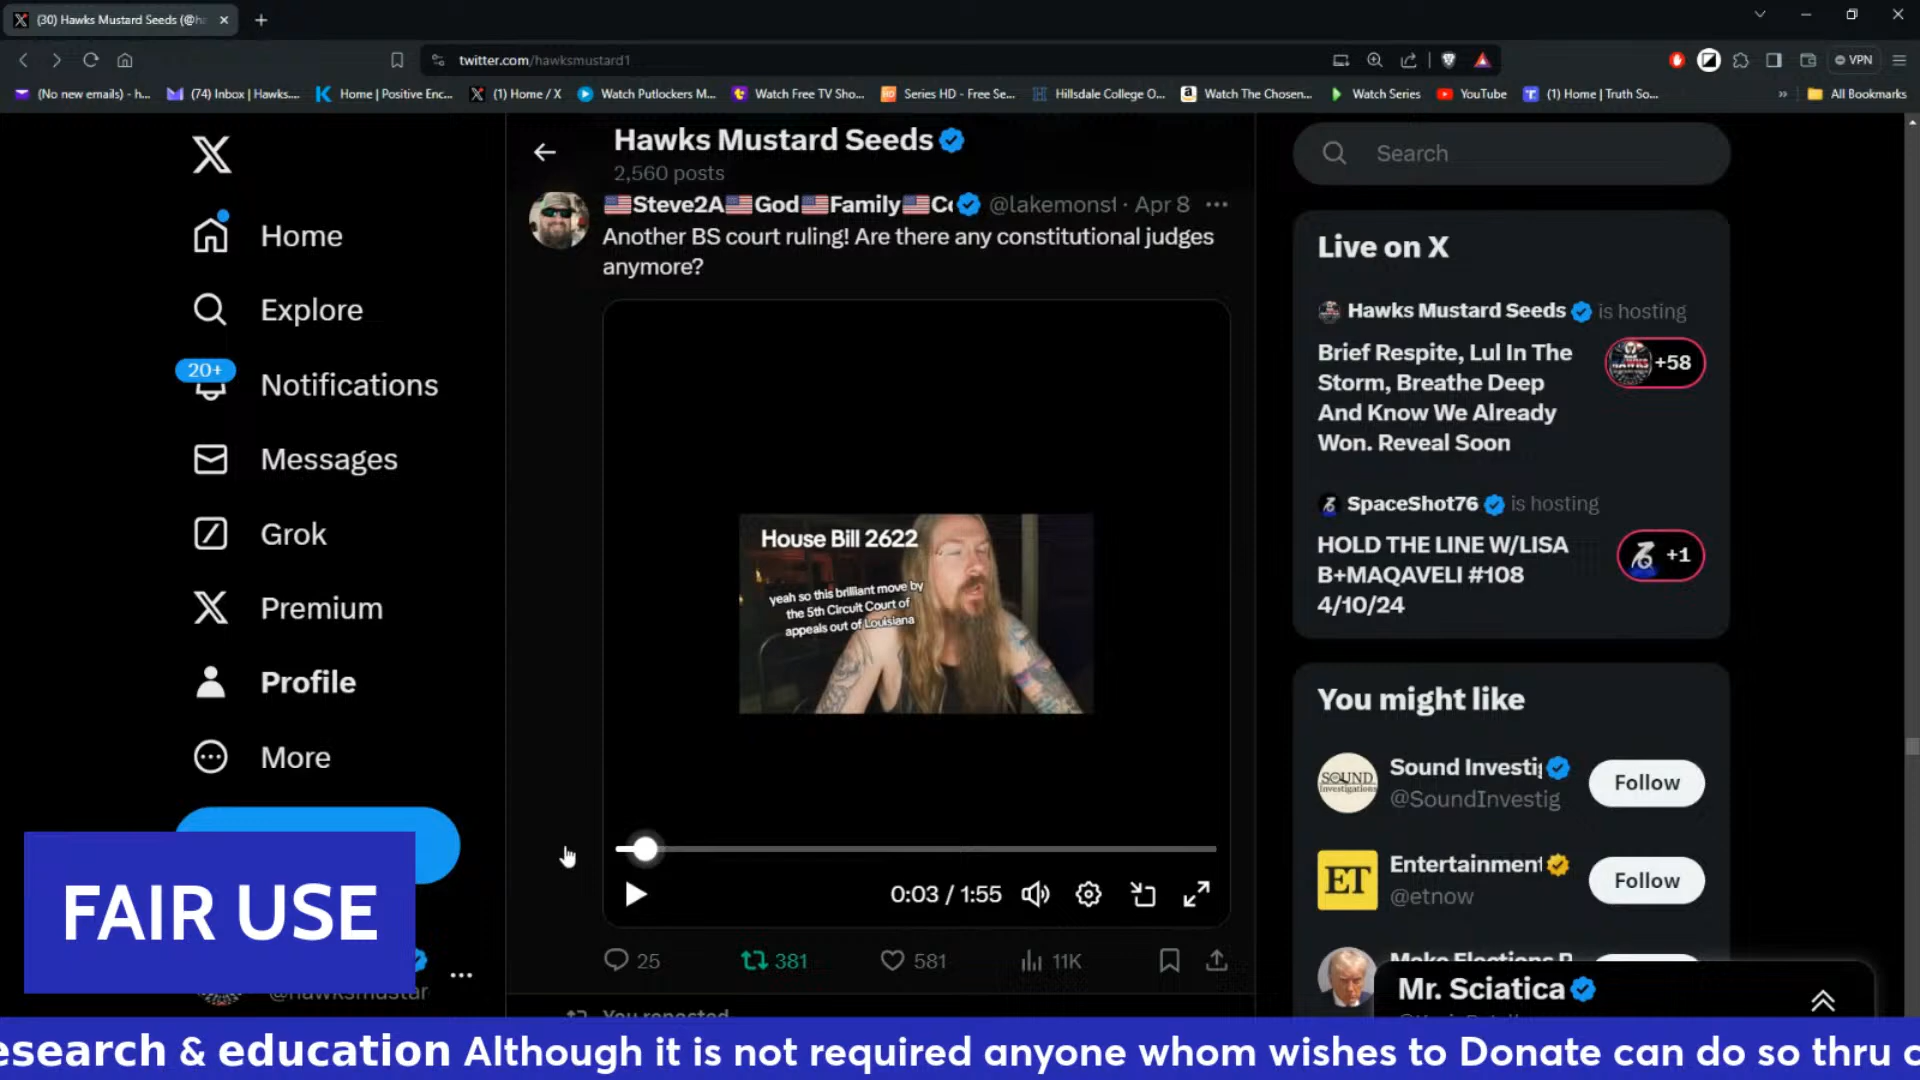 (30) Hawks Mustard Seeds (@h
twitter.com/hawksmustard1
VPN
(No new emails) - h...
(74) Inbox | Hawks....
Home | Positive Enc...
(1) Home / X
Watch Putlockers M...
Watch Free TV Sho...
Series HD - Free Se...
Hillsdale College O...
Watch The Chosen...
Watch Series
YouTube
(1) Home | Truth So...
All Bookmarks
Home
Explore
20+
Notifications
Messages
Grok
Premium
Profile
More
FAIR USE
@hawksmustar
Hawks Mustard Seeds
2,560 posts
🇺🇸Steve2A🇺🇸God🇺🇸Family🇺🇸C @lakemonst · Apr 8
Another BS court ruling! Are there any constitutional judges
anymore?
House Bill 2622
yeah so this brilliant move by
the 5th Circuit Court of
appeals out of Louisiana
0:03 / 1:55
25
381
581
11K
You reposted
Search
Live on X
Hawks Mustard Seeds is hosting
Brief Respite, Lul In The
Storm, Breathe Deep
And Know We Already
Won. Reveal Soon
+58
SpaceShot76 is hosting
HOLD THE LINE W/LISA
B+MAQAVELI #108
4/10/24
+1
You might like
SOUND
Investigations
Sound Investi
@SoundInvestig
Follow
ET
Entertainment
@etnow
Follow
Mr. Sciatica
esearch & education Although it is not required anyone whom wishes to Donate can do so thru c